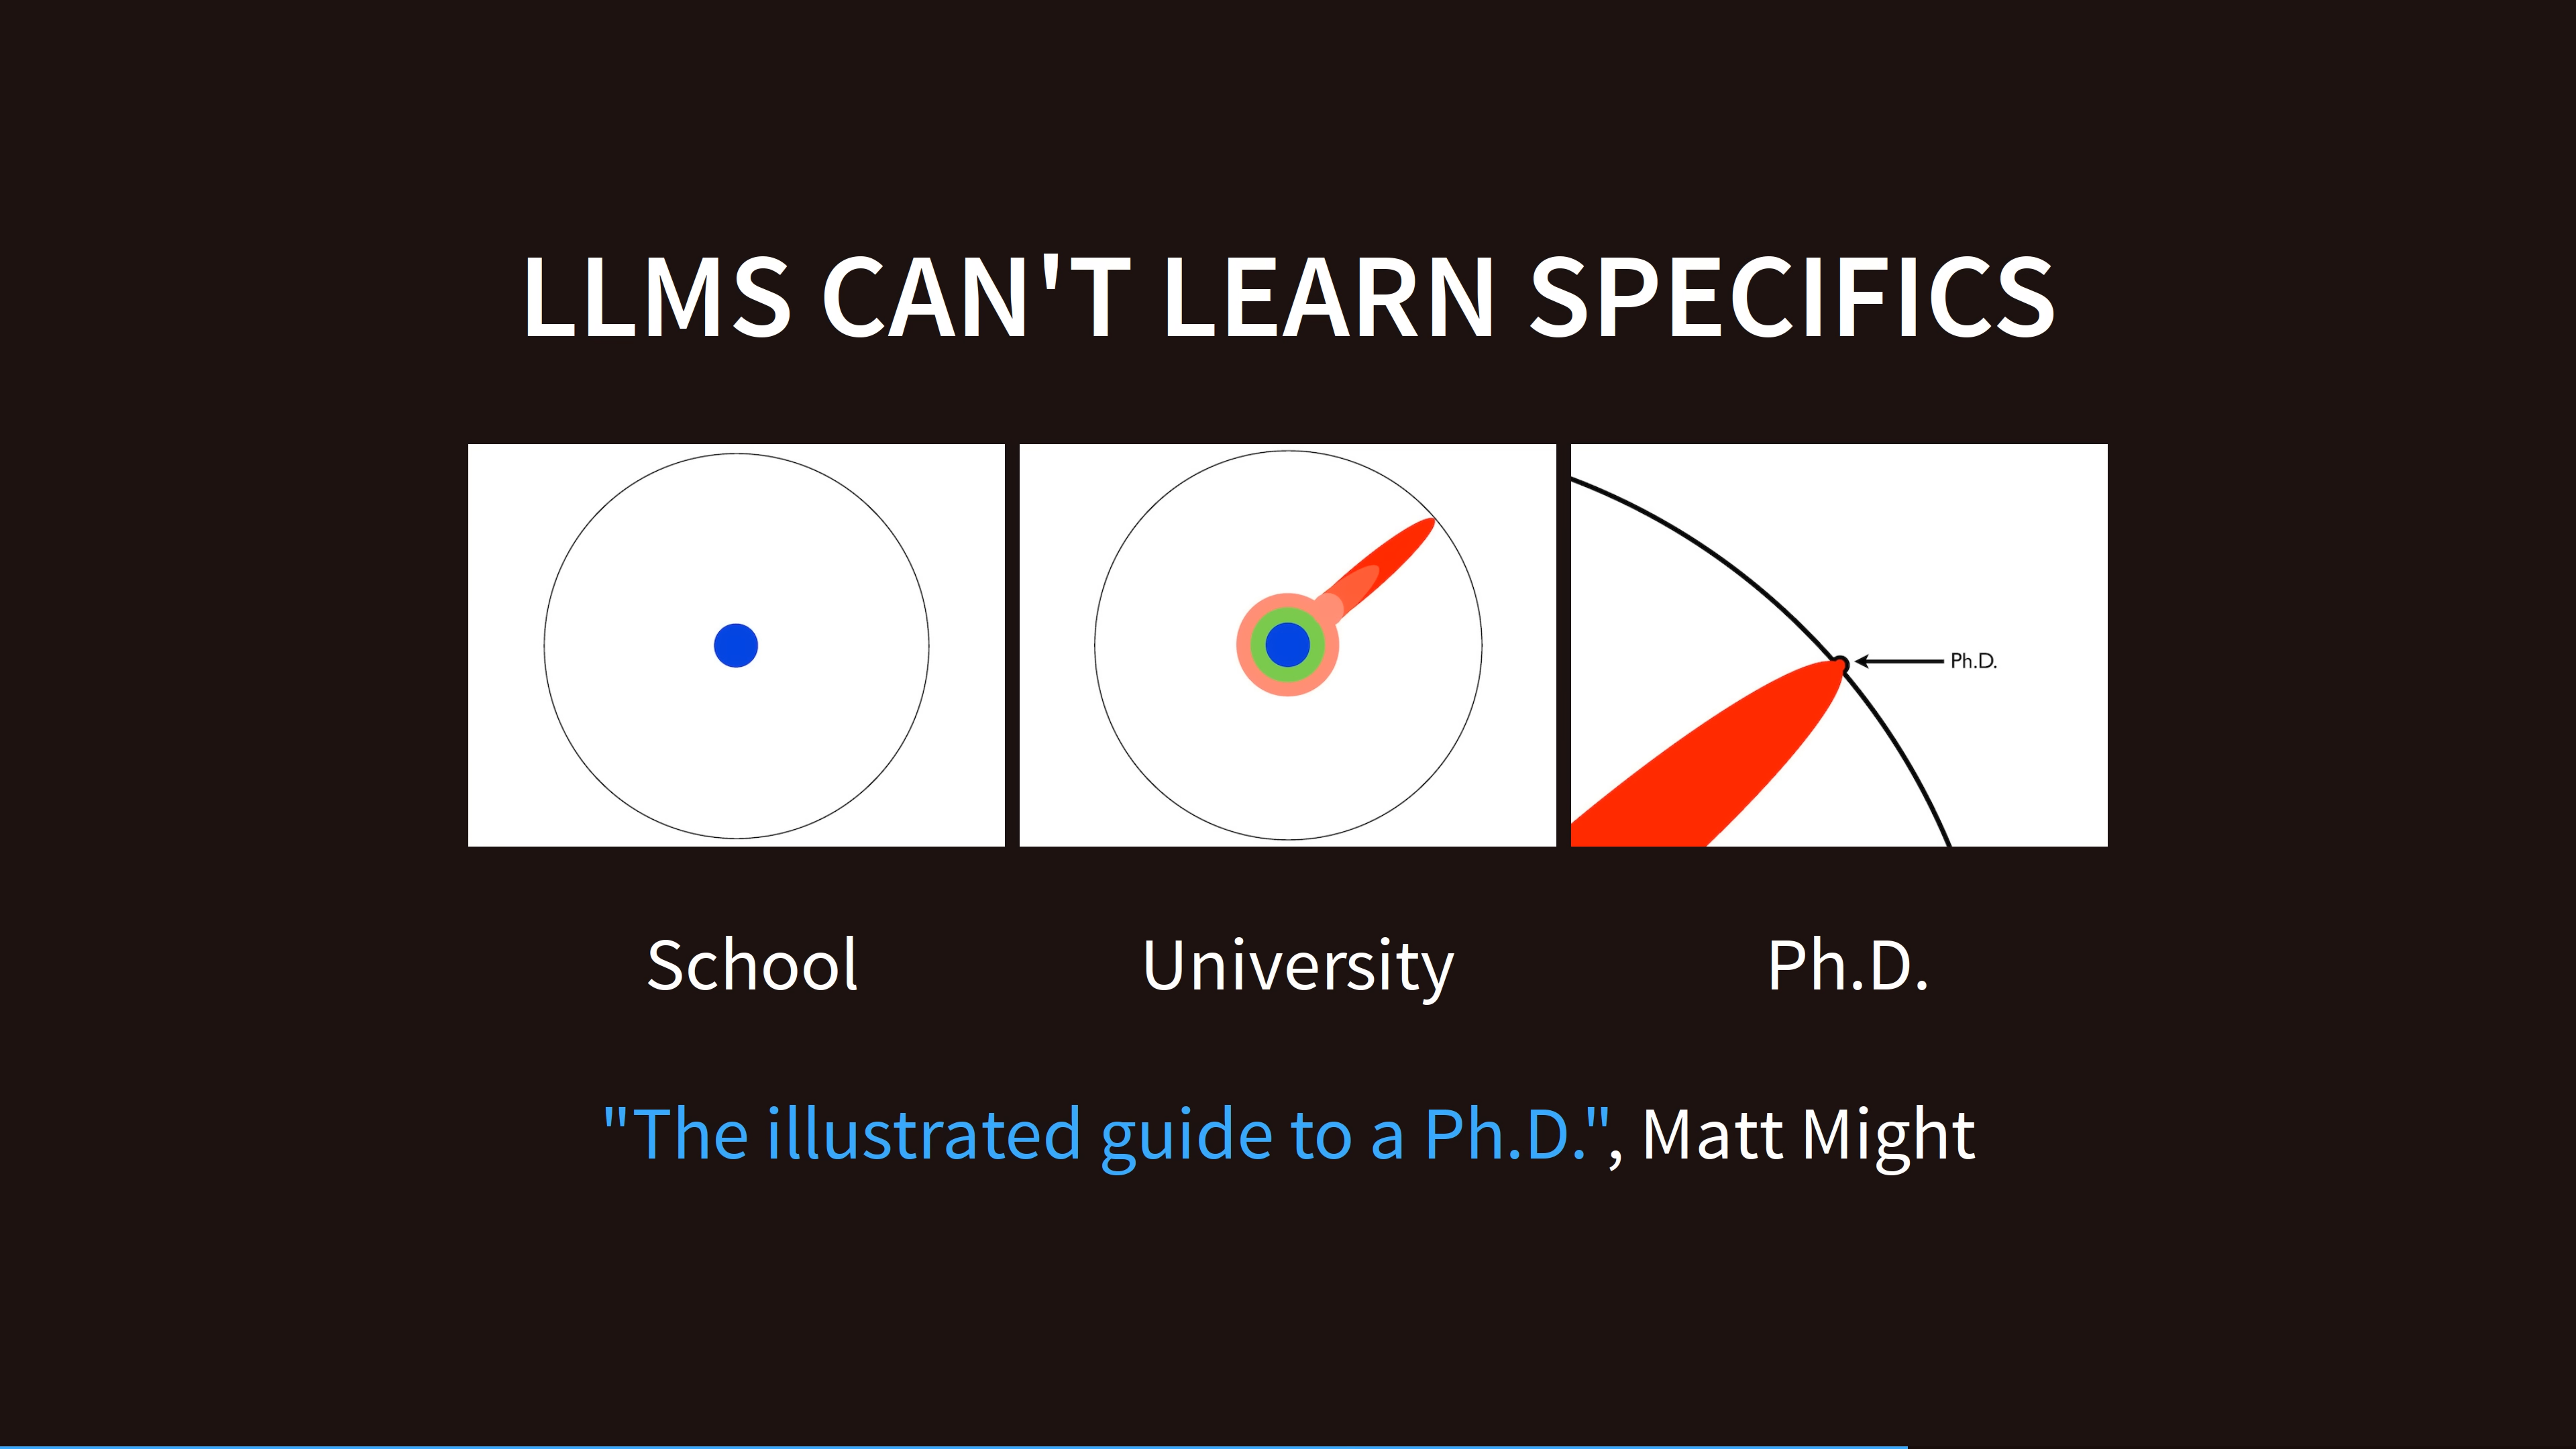 LLMS CAN'T LEARN SPECIFICS
Ph.D.
School
University
Ph.D.
"The illustrated guide to a Ph.D.", Matt Might